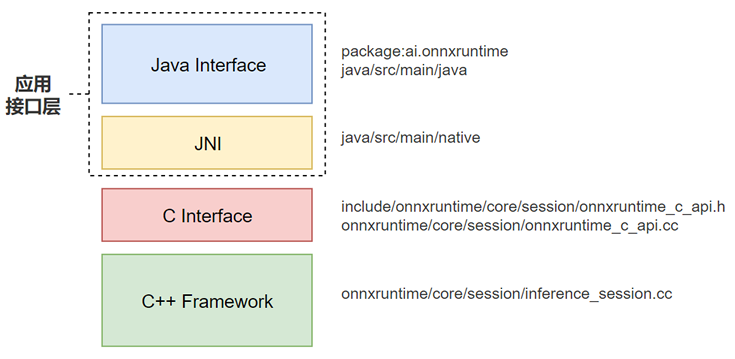 应用
接口层
Java Interface
package:ai.onnxruntime
java/src/main/java
JNI
java/src/main/native
C Interface
include/onnxruntime/core/session/onnxruntime_c_api.h
onnxruntime/core/session/onnxruntime_c_api.cc
C++ Framework
onnxruntime/core/session/inference_session.cc